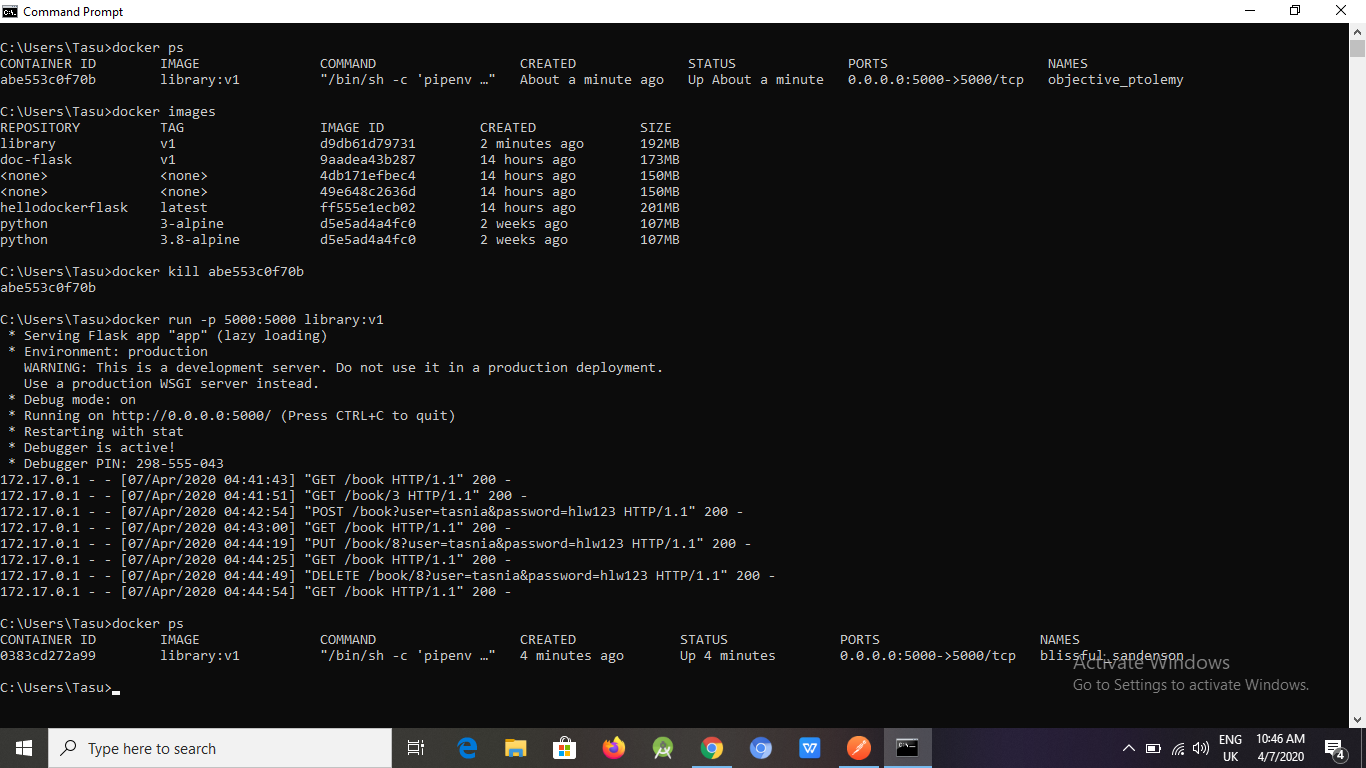 Command Prompt
C:\Users\Tasu>docker ps
CONTAINER ID IMAGE COMMAND CREATED STATUS PORTS NAMES
abe553c0f70b library:v1 "/bin/sh -c 'pipenv …" About a minute ago Up About a minute 0.0.0.0:5000->5000/tcp objective_ptolemy
C:\Users\Tasu>docker images
REPOSITORY TAG IMAGE ID CREATED SIZE
library v1 d9db61d79731 2 minutes ago 192MB
doc-flask v1 9aadea43b287 14 hours ago 173MB
<none> <none> 4db171efbec4 14 hours ago 150MB
<none> <none> 49e648c2636d 14 hours ago 150MB
hellodockerflask latest ff555e1ecb02 14 hours ago 201MB
python 3-alpine d5e5ad4a4fc0 2 weeks ago 107MB
python 3.8-alpine d5e5ad4a4fc0 2 weeks ago 107MB
C:\Users\Tasu>docker kill abe553c0f70b
abe553c0f70b
C:\Users\Tasu>docker run -p 5000:5000 library:v1
* Serving Flask app "app" (lazy loading)
* Environment: production
WARNING: This is a development server. Do not use it in a production deployment.
Use a production WSGI server instead.
* Debug mode: on
* Running on http://0.0.0.0:5000/ (Press CTRL+C to quit)
* Restarting with stat
* Debugger is active!
* Debugger PIN: 298-555-043
172.17.0.1 - - [07/Apr/2020 04:41:43] "GET /book HTTP/1.1" 200 -
172.17.0.1 - - [07/Apr/2020 04:41:51] "GET /book/3 HTTP/1.1" 200 -
172.17.0.1 - - [07/Apr/2020 04:42:54] "POST /book?user=tasnia&password=hlw123 HTTP/1.1" 200 -
172.17.0.1 - - [07/Apr/2020 04:43:00] "GET /book HTTP/1.1" 200 -
172.17.0.1 - - [07/Apr/2020 04:44:19] "PUT /book/8?user=tasnia&password=hlw123 HTTP/1.1" 200 -
172.17.0.1 - - [07/Apr/2020 04:44:25] "GET /book HTTP/1.1" 200 -
172.17.0.1 - - [07/Apr/2020 04:44:49] "DELETE /book/8?user=tasnia&password=hlw123 HTTP/1.1" 200 -
172.17.0.1 - - [07/Apr/2020 04:44:54] "GET /book HTTP/1.1" 200 -
C:\Users\Tasu>docker ps
CONTAINER ID IMAGE COMMAND CREATED STATUS PORTS NAMES
0383cd272a99 library:v1 "/bin/sh -c 'pipenv …" 4 minutes ago Up 4 minutes 0.0.0.0:5000->5000/tcp blissful_sanderson
Activate Windows
Go to Settings to activate Windows.
C:\Users\Tasu>
Type here to search
ENG
UK
10:46 AM
4/7/2020
4